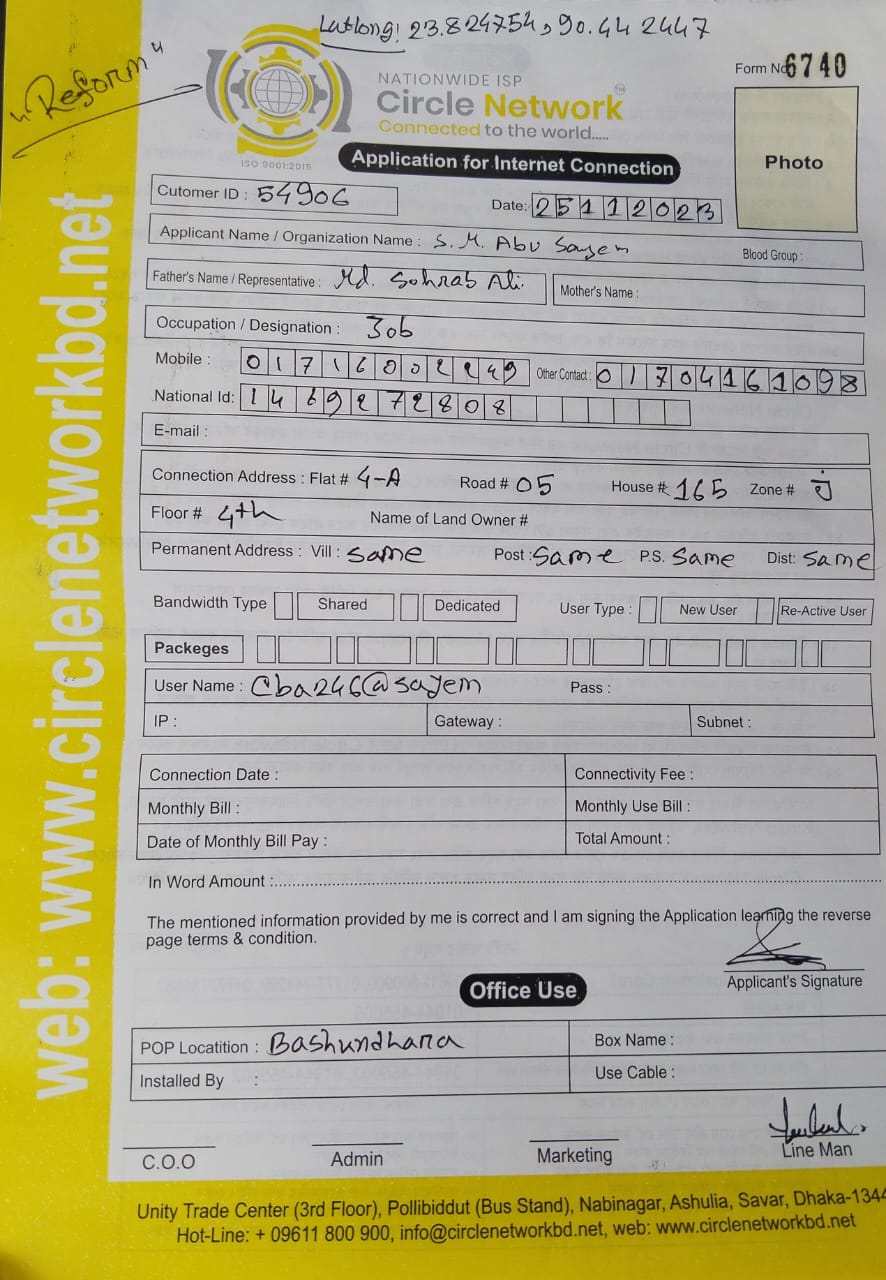 Latlong: 23.824754, 90.442447
"Reform"
Form No 6740
NATIONWIDE ISP
Circle Network
Connected to the world.....
ISO 9001:2015
Application for Internet Connection
Photo
Cutomer ID : 54906
Date: 25112023
Applicant Name / Organization Name : S. M. Abu Sayem
Blood Group :
Father's Name / Representative : Md. Sohrab Ali
Mother's Name :
Occupation / Designation : Job
Mobile : Other Contact : 01704161098
National Id: 1469272808
E-mail :
Connection Address : Flat # 4-A Road # 05 House # 165 Zone # j
Floor # 4th Name of Land Owner #
Permanent Address : Vill : same Post : Same P.S. Same Dist: Same
Bandwidth Type Shared Dedicated User Type : New User Re-Active User
Packeges
User Name : Cba246@sayem Pass :
IP : Gateway : Subnet :
Connection Date : Connectivity Fee :
Monthly Bill : Monthly Use Bill :
Date of Monthly Bill Pay : Total Amount :
In Word Amount :
The mentioned information provided by me is correct and I am signing the Application learning the reverse
page terms & condition.
Applicant's Signature
Office Use
POP Locatition : Bashundhara Box Name :
Installed By : Use Cable :
C.O.O Admin Marketing Line Man
Unity Trade Center (3rd Floor), Pollibiddut (Bus Stand), Nabinagar, Ashulia, Savar, Dhaka-1344
Hot-Line: + 09611 800 900, info@circlenetworkbd.net, web: www.circlenetworkbd.net
web: www.circlenetworkbd.net